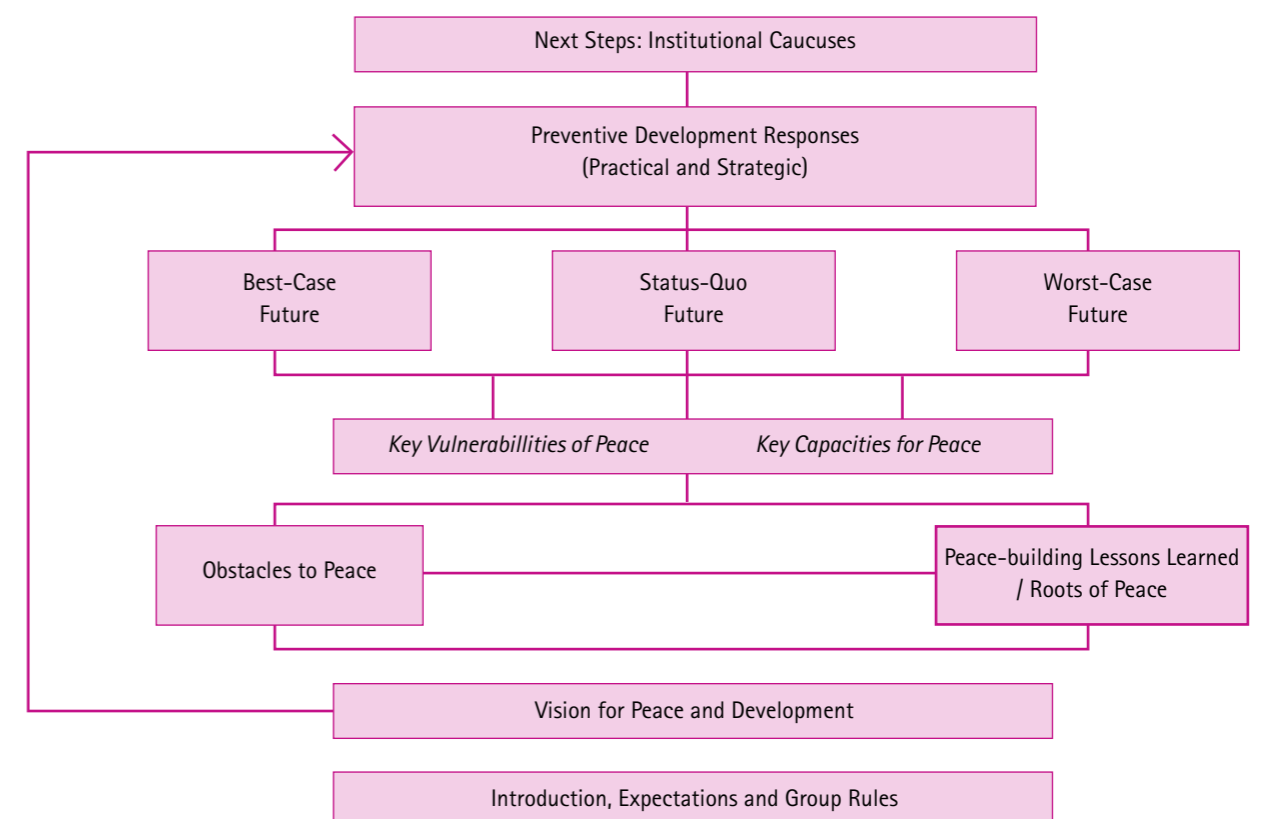 Next Steps: Institutional Caucuses
Preventive Development Responses
(Practical and Strategic)
Best-Case
Future
Status-Quo
Future
Worst-Case
Future
Key Vulnerabillities of Peace
Key Capacities for Peace
Obstacles to Peace
Peace-building Lessons Learned
/ Roots of Peace
Vision for Peace and Development
Introduction, Expectations and Group Rules